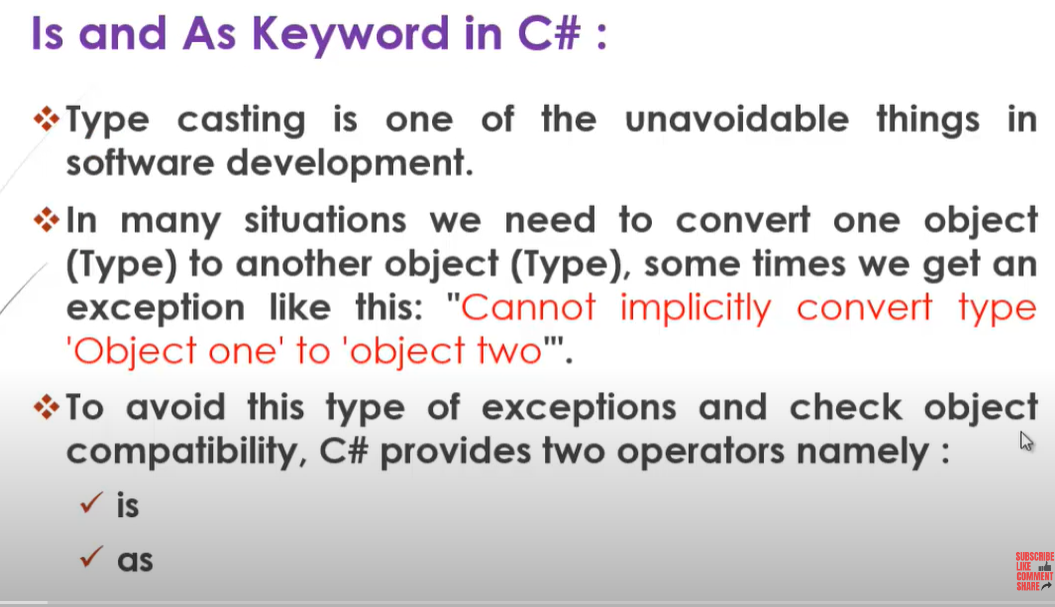 Is and As Keyword in C# :
Type casting is one of the unavoidable things in
software development.
In many situations we need to convert one object
(Type) to another object (Type), some times we get an
exception like this: "Cannot implicitly convert type
'Object one' to 'object two'".
To avoid this type of exceptions and check object
compatibility, C# provides two operators namely :
is
as
SUBSCRIBE
LIKE
COMMENT
SHARE